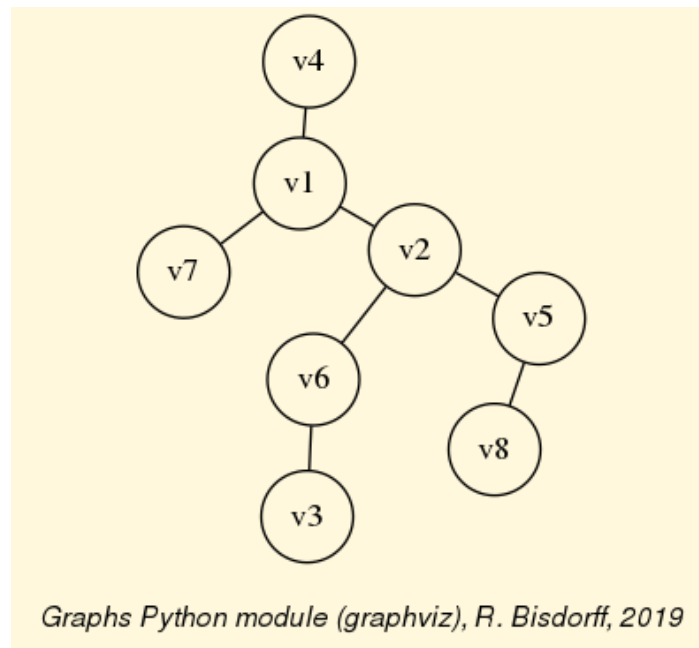 v4
v1
v2
v7
v5
v6
v8
v3
Graphs Python module (graphviz), R. Bisdorff, 2019